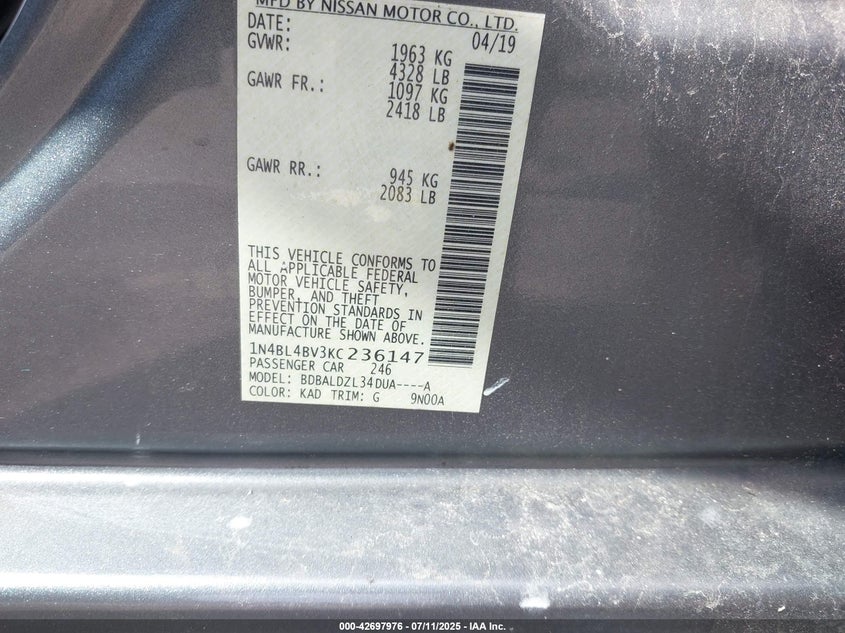 MFD BY NISSAN MOTOR CO., LTD.
DATE: 04/19
GVWR: 1963 KG
4328 LB
GAWR FR.: 1097 KG
2418 LB
GAWR RR.: 945 KG
2083 LB
THIS VEHICLE CONFORMS TO
ALL APPLICABLE FEDERAL
MOTOR VEHICLE SAFETY,
BUMPER, AND THEFT
PREVENTION STANDARDS IN
EFFECT ON THE DATE OF
MANUFACTURE SHOWN ABOVE.
1N4BL4BV3KC236147
PASSENGER CAR 246
MODEL: BDBALDZL34DUA----A
COLOR: KAD TRIM: G 9N00A
000-42697976 - 07/11/2025 - IAA Inc.